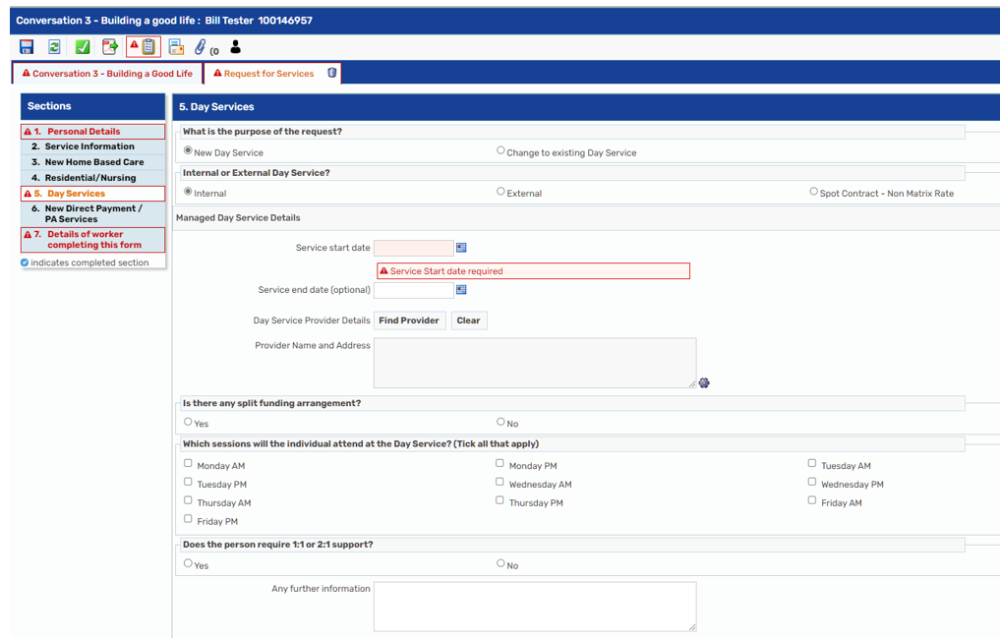 Conversation 3 - Building a good life : Bill Tester 100146957
(0
Conversation 3 - Building a Good Life
Request for Services
Sections
1. Personal Details
2. Service Information
3. New Home Based Care
4. Residential/Nursing
5. Day Services
6. New Direct Payment /
PA Services
7. Details of worker
completing this form
indicates completed section
5. Day Services
What is the purpose of the request?
New Day Service
Change to existing Day Service
Internal or External Day Service?
Internal
External
Spot Contract - Non Matrix Rate
Managed Day Service Details
Service start date
Service Start date required
Service end date (optional)
Day Service Provider Details Find Provider Clear
Provider Name and Address
Is there any split funding arrangement?
Yes
No
Which sessions will the individual attend at the Day Service? (Tick all that apply)
Monday AM
Monday PM
Tuesday AM
Tuesday PM
Wednesday AM
Wednesday PM
Thursday AM
Thursday PM
Friday AM
Friday PM
Does the person require 1:1 or 2:1 support?
Yes
No
Any further information